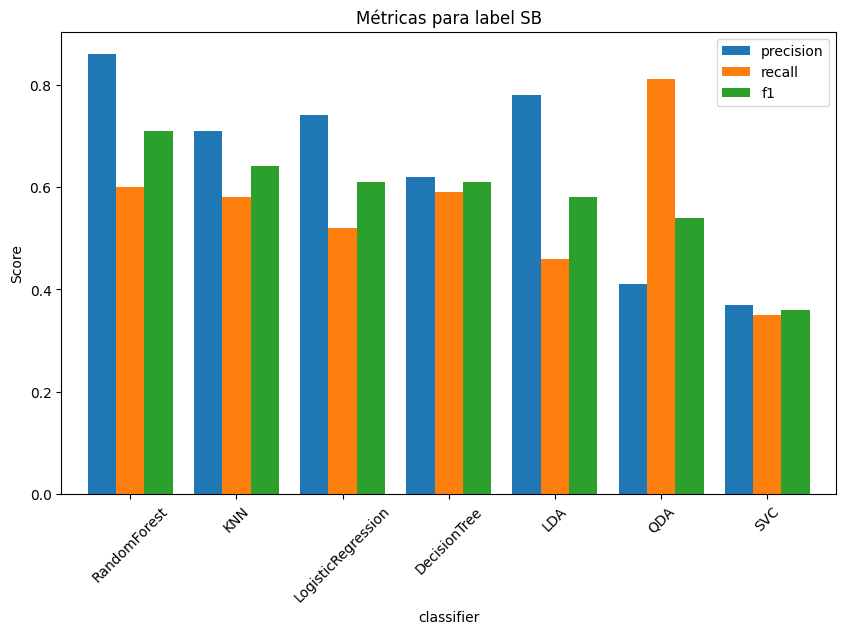 Métricas para label SB
precision
recall
f1
Score
0.8
0.6
0.4
0.2
0.0
RandomForest
KNN
LogisticRegression
DecisionTree
LDA
QDA
SVC
classifier